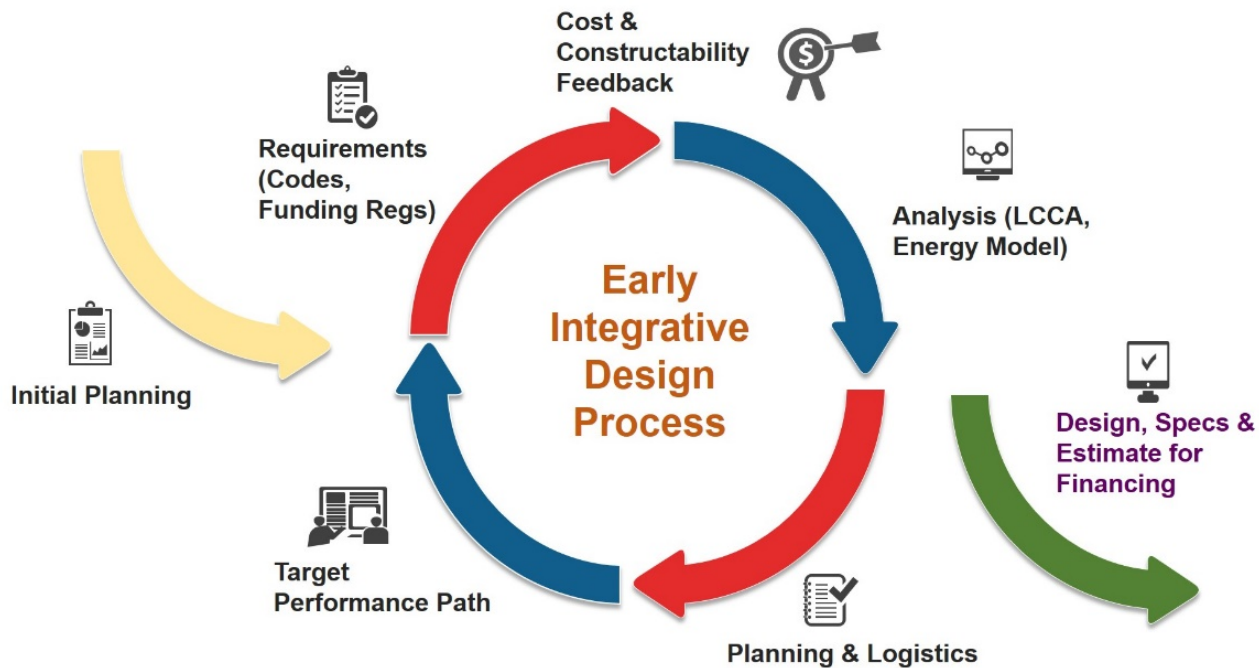 Cost &
Constructability
Feedback
Requirements
(Codes,
Funding Regs)
Analysis (LCCA,
Energy Model)
Early
Integrative
Design
Process
Initial Planning
Design, Specs &
Estimate for
Financing
Target
Performance Path
Planning & Logistics